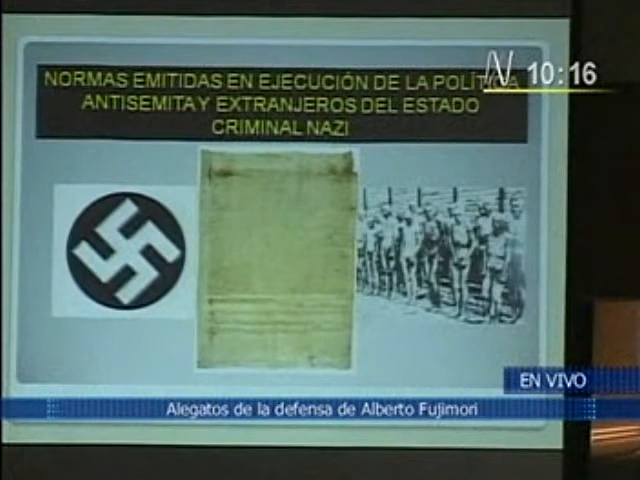 NORMAS EMITIDAS EN EJECUCIÓN DE LA POLÍTICA
ANTISEMITA Y EXTRANJEROS DEL ESTADO
CRIMINAL NAZI
N 10:16
EN VIVO
Alegatos de la defensa de Alberto Fujimori